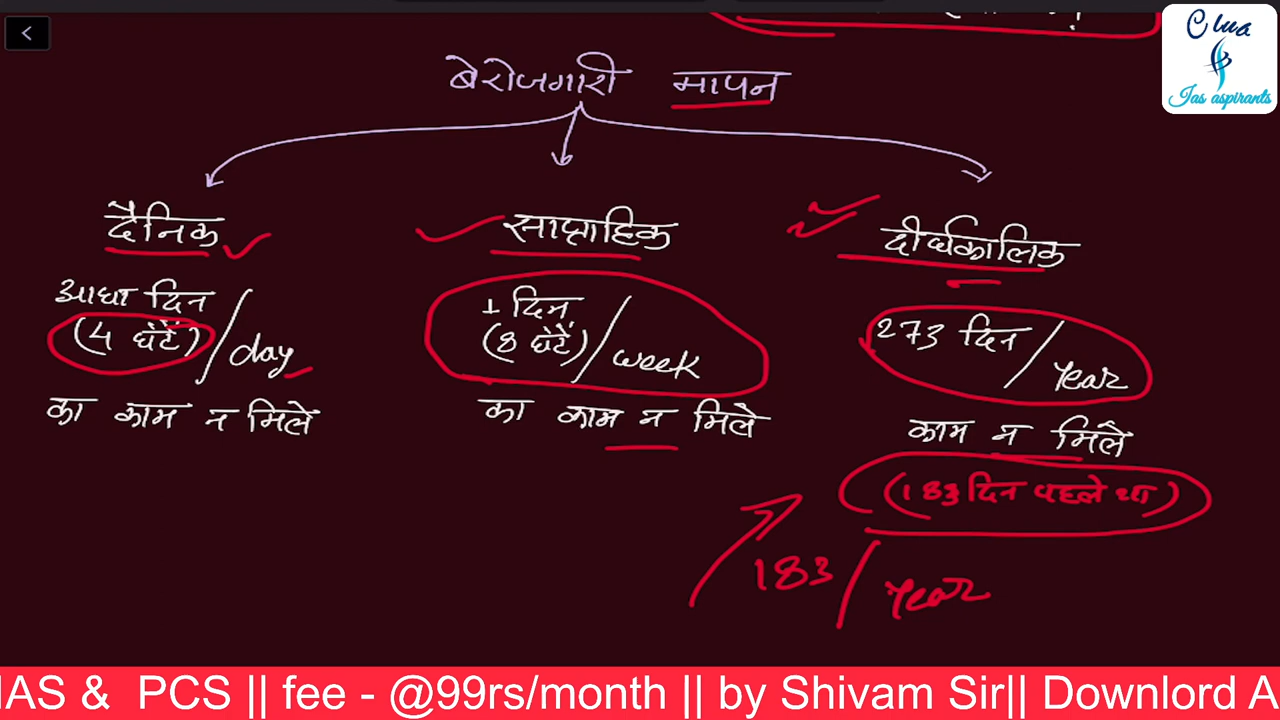 Clue
Ias aspirants
बेरोजगारी मापन
दैनिक
आधा दिन
(4 घंटें) / day
का काम न मिले
साप्ताहिक
1 दिन
(8 घंटें) / week
का काम न मिले
दीर्घकालिक
273 दिन / Year
काम न मिले
(183 दिन पहले था)
183 / Year
IAS & PCS || fee - @99rs/month || by Shivam Sir|| Downlord A